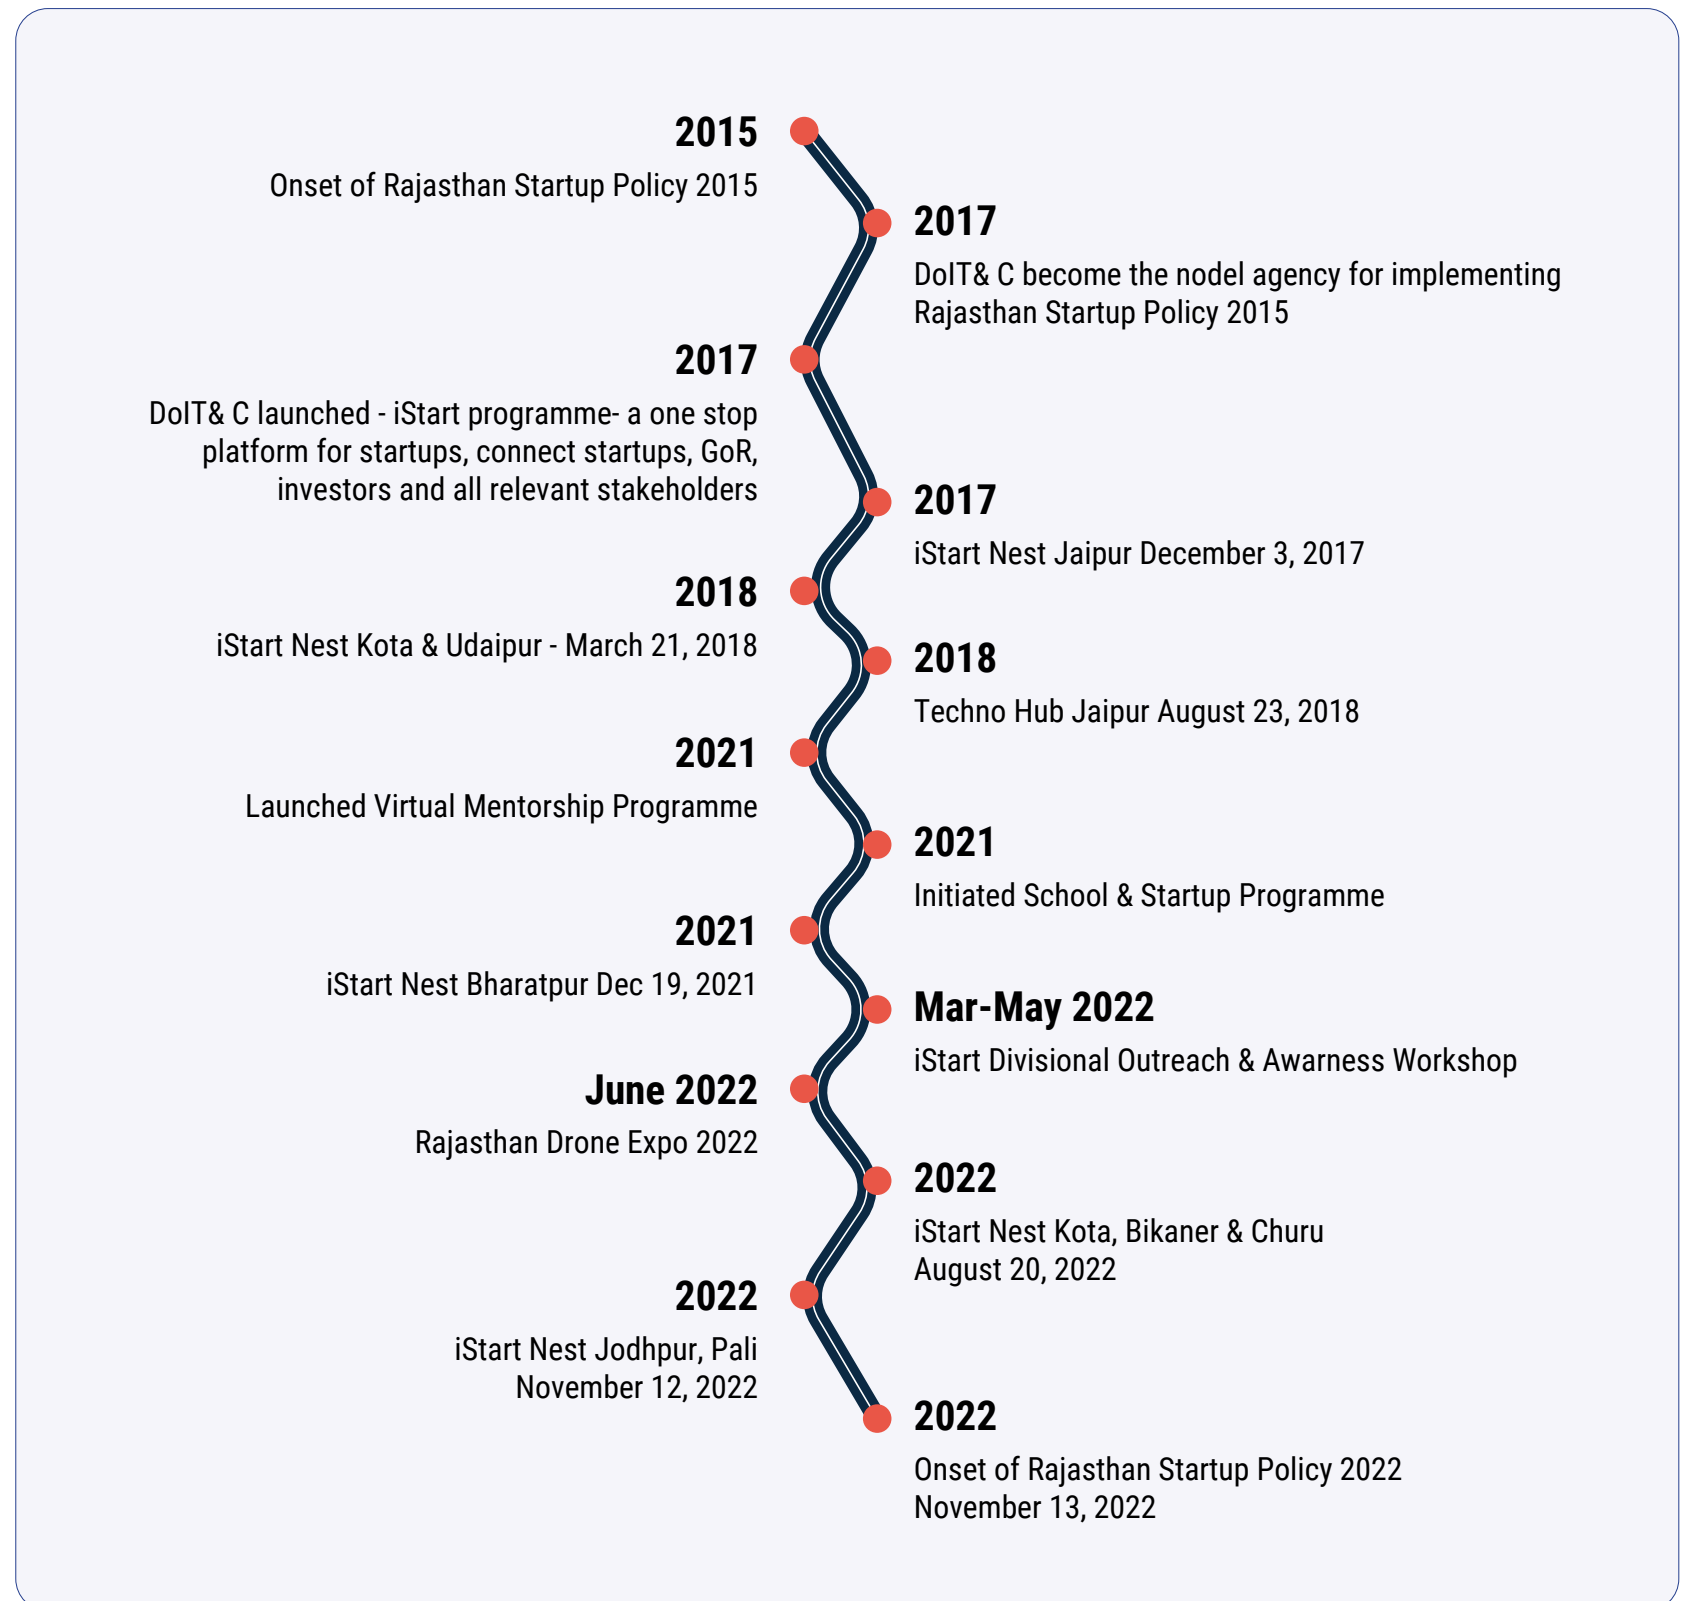 2015
Onset of Rajasthan Startup Policy 2015
2017
DoIT& C become the nodel agency for implementing
Rajasthan Startup Policy 2015
2017
DoIT& C launched - iStart programme- a one stop
platform for startups, connect startups, GoR,
investors and all relevant stakeholders
2017
iStart Nest Jaipur December 3, 2017
2018
iStart Nest Kota & Udaipur - March 21, 2018
2018
Techno Hub Jaipur August 23, 2018
2021
Launched Virtual Mentorship Programme
2021
Initiated School & Startup Programme
2021
iStart Nest Bharatpur Dec 19, 2021
Mar-May 2022
iStart Divisional Outreach & Awarness Workshop
June 2022
Rajasthan Drone Expo 2022
2022
iStart Nest Kota, Bikaner & Churu
August 20, 2022
2022
iStart Nest Jodhpur, Pali
November 12, 2022
2022
Onset of Rajasthan Startup Policy 2022
November 13, 2022